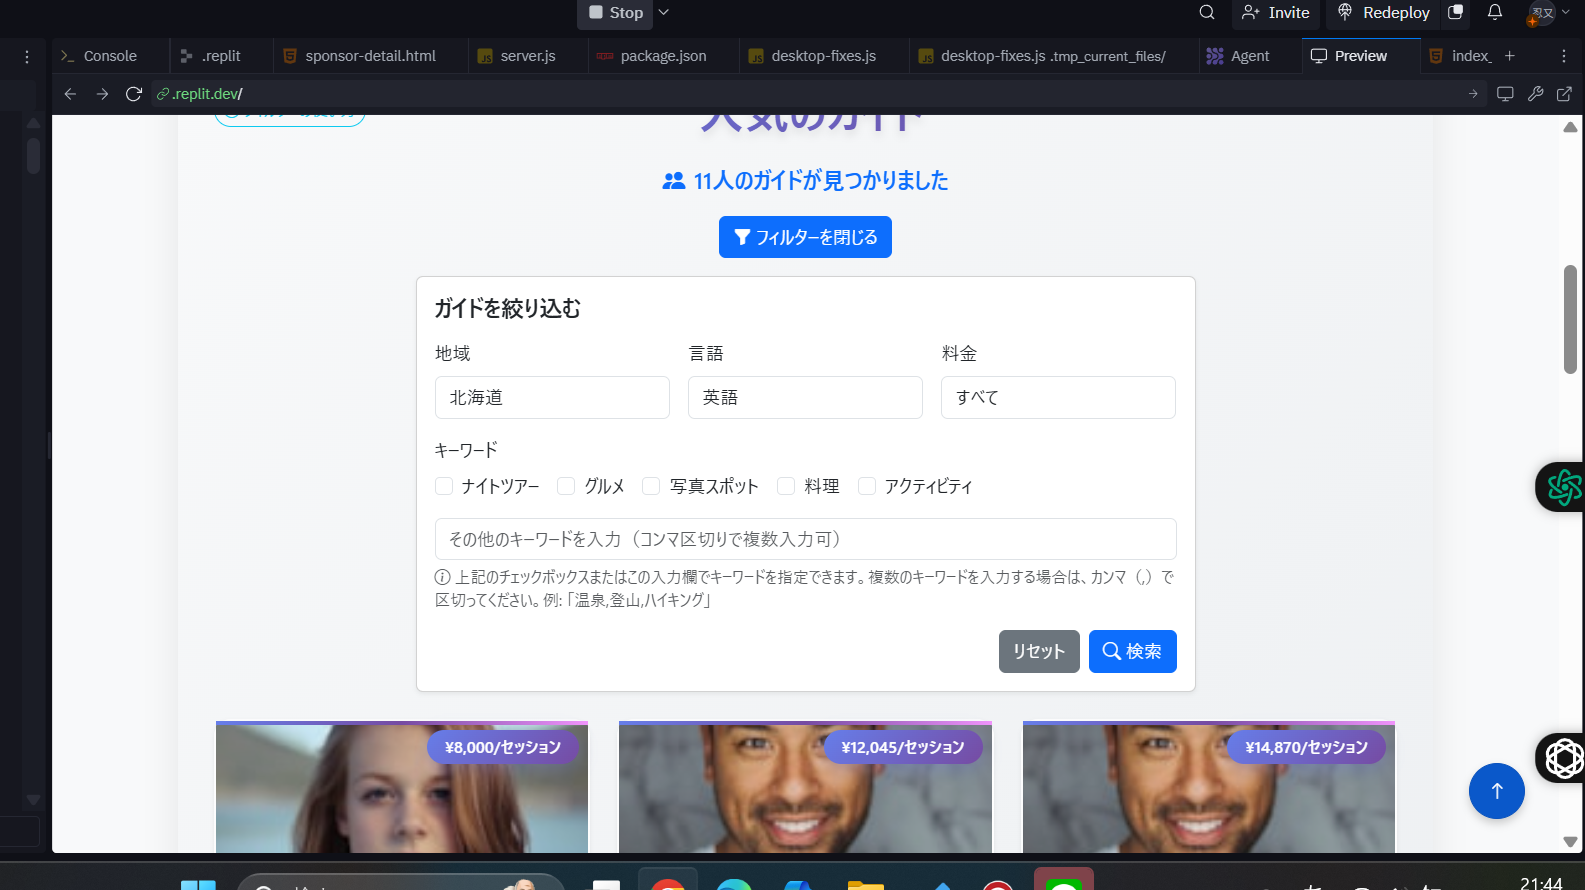 Stop
Invite
Redeploy
Console
.replit
sponsor-detail.html
server.js
package.json
desktop-fixes.js
desktop-fixes.js .tmp_current_files/
Agent
Preview
index_
.replit.dev/
人気のガイド
11人のガイドが見つかりました
フィルターを閉じる
ガイドを絞り込む
地域
言語
料金
北海道
英語
すべて
キーワード
ナイトツアー
グルメ
写真スポット
料理
アクティビティ
その他のキーワードを入力（コンマ区切りで複数入力可）
上記のチェックボックスまたはこの入力欄でキーワードを指定できます。複数のキーワードを入力する場合は、カンマ（,）で
区切ってください。例: 「温泉,登山,ハイキング」
リセット
検索
¥8,000/セッション
¥12,045/セッション
¥14,870/セッション
21:44